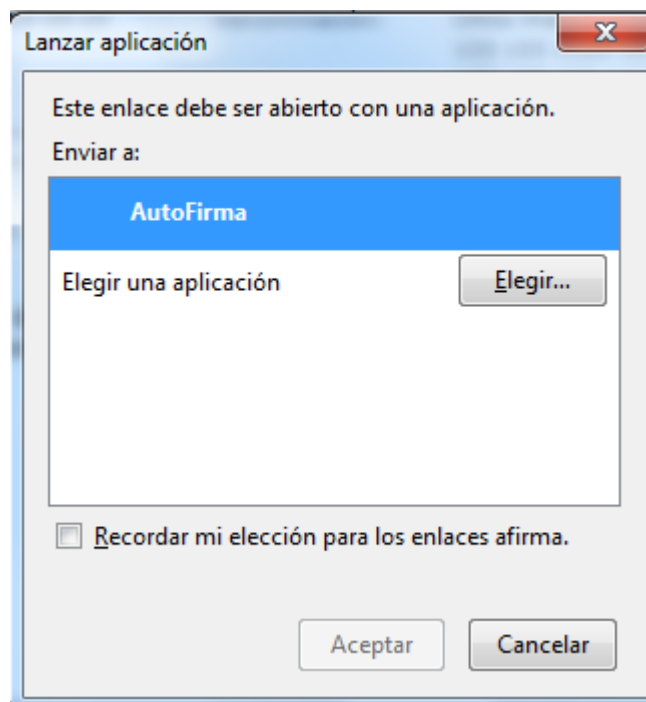 Lanzar aplicación
Este enlace debe ser abierto con una aplicación.
Enviar a:
AutoFirma
Elegir una aplicación
Elegir...
Recordar mi elección para los enlaces afirma.
Aceptar
Cancelar